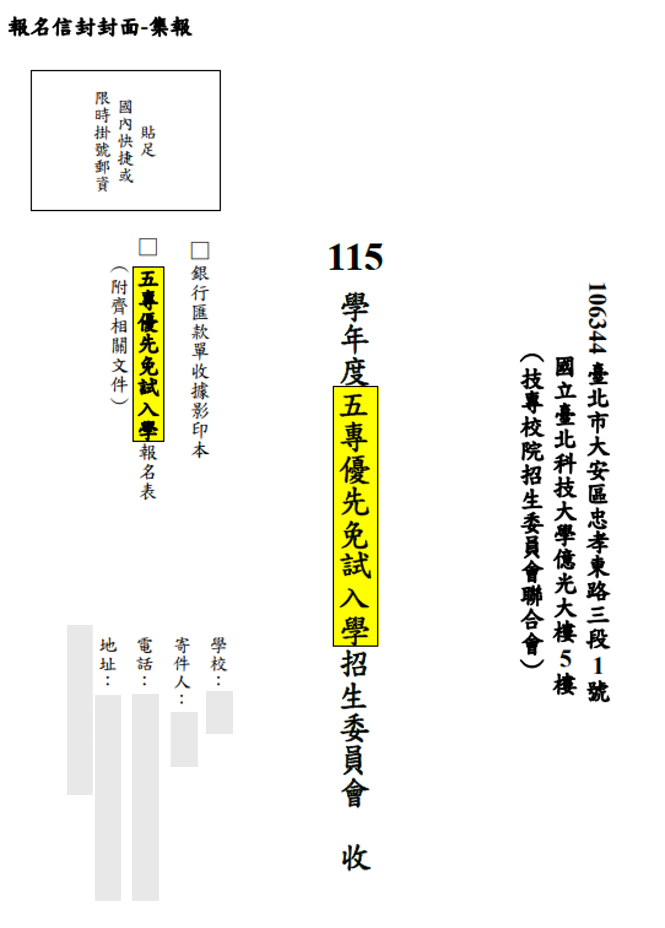 報名信封封面-集報
106344 臺北市大安區忠孝東路三段 1 號
國立臺北科技大學億光大樓 5 樓
（技專校院招生委員會聯合會）
115 學年度五專優先免試入學招生委員會 收
貼足
國內快捷或
限時掛號郵資
□銀行匯款單收據影印本
□五專優先免試入學報名表
（附齊相關文件）
學校：
寄件人：
電話：
地址：